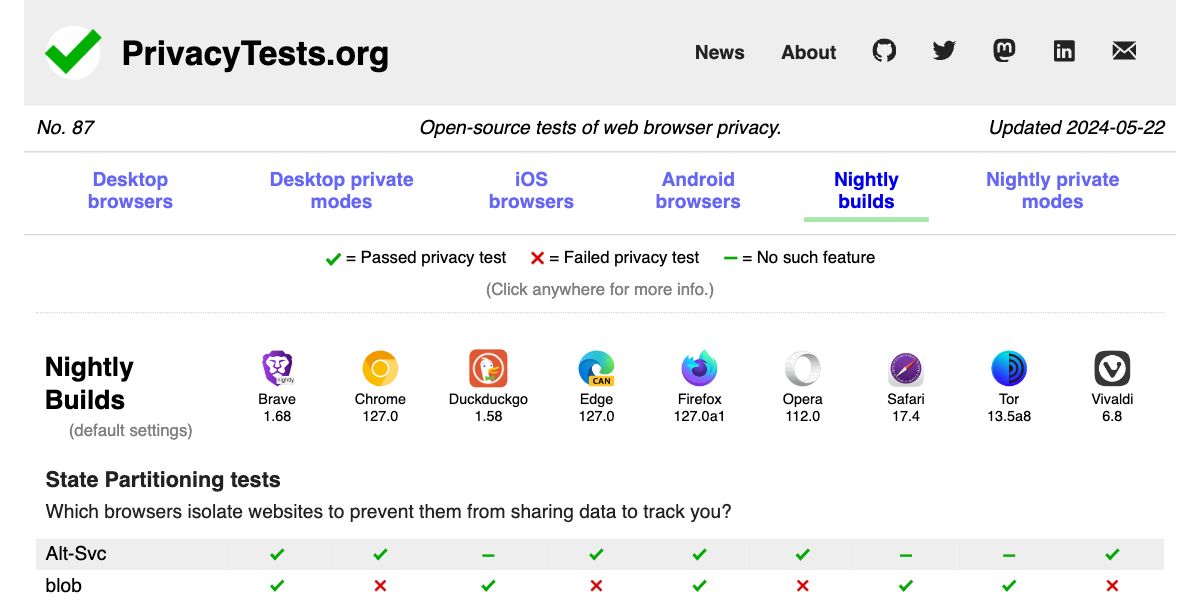 PrivacyTests.org
News About
No. 87 Open-source tests of web browser privacy. Updated 2024-05-22
Desktop browsers
Desktop private modes
iOS browsers
Android browsers
Nightly builds
Nightly private modes
= Passed privacy test = Failed privacy test = No such feature
(Click anywhere for more info.)
Nightly
Builds
(default settings)
CAN
Brave Chrome Duckduckgo Edge Firefox Opera Safari Tor Vivaldi
1.68 127.0 1.58 127.0 127.0a1 112.0 17.4 13.5a8 6.8
State Partitioning tests
Which browsers isolate websites to prevent them from sharing data to track you?
Alt-Svc
blob